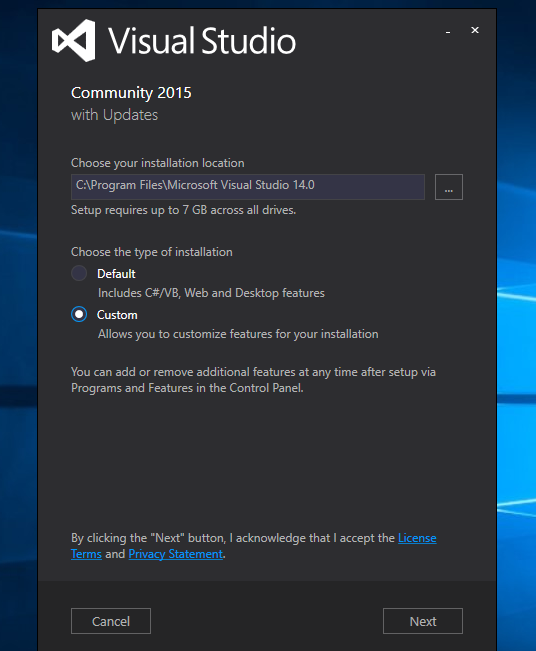 Visual Studio
Community 2015
with Updates
Choose your installation location
C:\Program Files\Microsoft Visual Studio 14.0
...
Setup requires up to 7 GB across all drives.
Choose the type of installation
Default
Includes C#/VB, Web and Desktop features
Custom
Allows you to customize features for your installation
You can add or remove additional features at any time after setup via
Programs and Features in the Control Panel.
By clicking the "Next" button, I acknowledge that I accept the License
Terms and Privacy Statement.
Cancel
Next